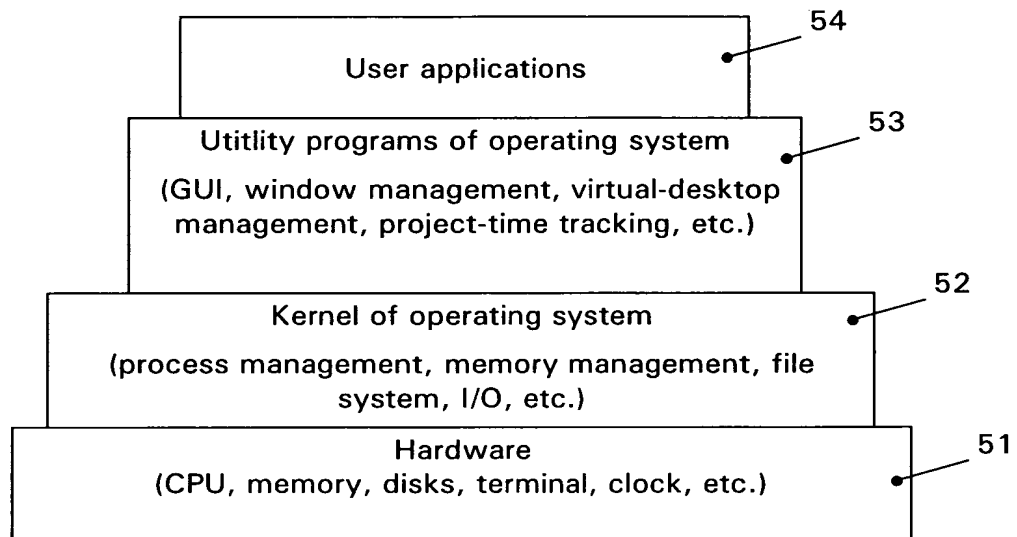 54
User applications
53
Utitlity programs of operating system
(GUI, window management, virtual-desktop
management, project-time tracking, etc.)
52
Kernel of operating system
(process management, memory management, file
system, I/O, etc.)
51
Hardware
(CPU, memory, disks, terminal, clock, etc.)